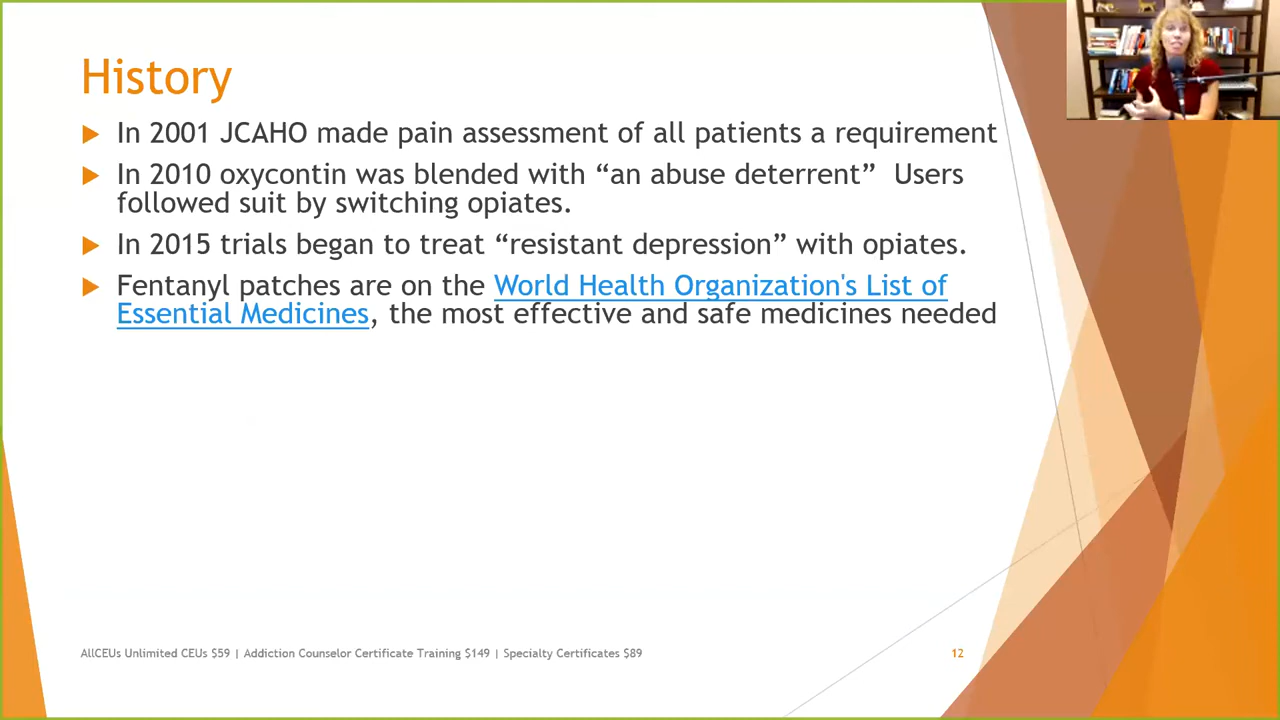 History
In 2001 JCAHO made pain assessment of all patients a requirement
In 2010 oxycontin was blended with “an abuse deterrent”  Users
followed suit by switching opiates.
In 2015 trials began to treat “resistant depression” with opiates.
Fentanyl patches are on the World Health Organization's List of
Essential Medicines, the most effective and safe medicines needed
AllCEUs Unlimited CEUs $59 | Addiction Counselor Certificate Training $149 | Specialty Certificates $89
12